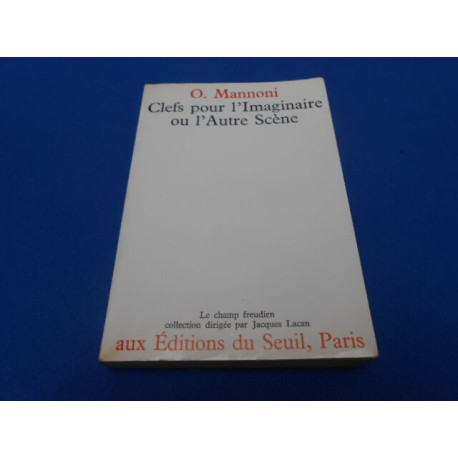 O. Mannoni
Clefs pour l'Imaginaire
ou l'Autre Scène
Le champ freudien
collection dirigée par Jacques Lacan
aux Éditions du Seuil, Paris